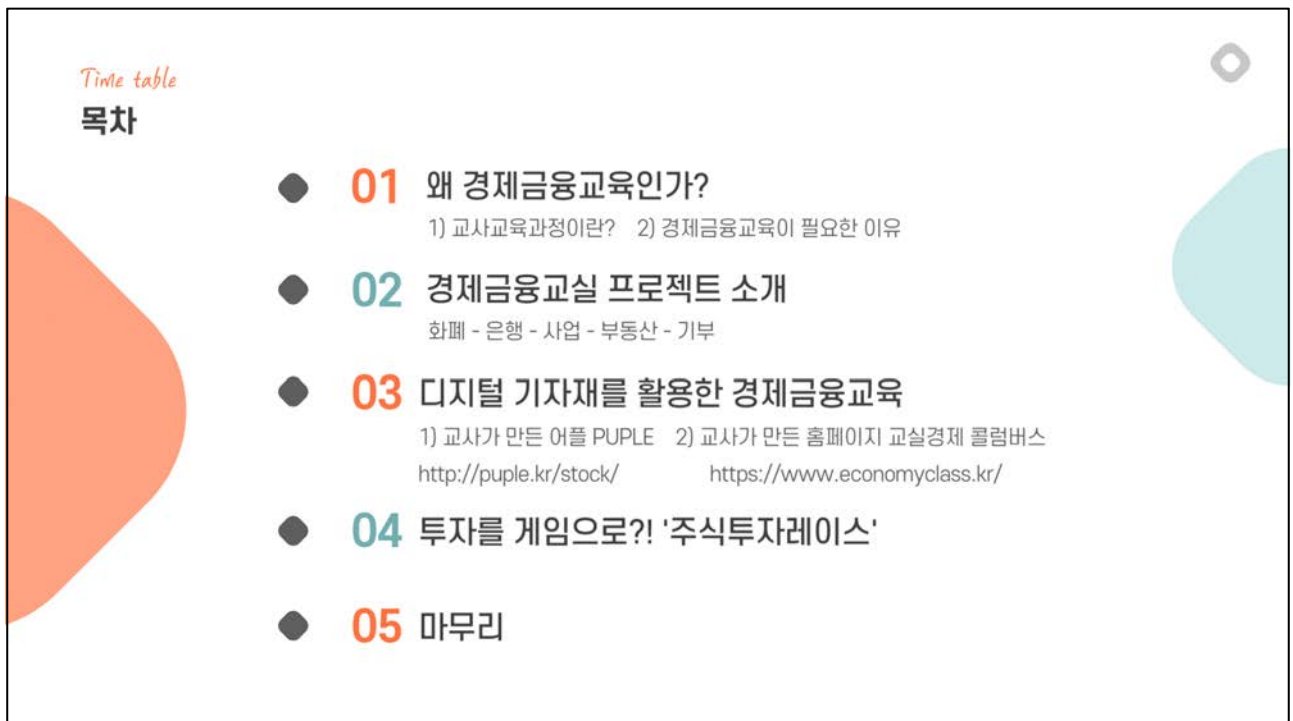 Time table
목차
01 왜 경제금융교육인가?
1) 교사교육과정이란? 2) 경제금융교육이 필요한 이유
02 경제금융교실 프로젝트 소개
화폐 - 은행 - 사업 - 부동산 - 기부
03 디지털 기자재를 활용한 경제금융교육
1) 교사가 만든 어플 PUPLE 2) 교사가 만든 홈페이지 교실경제 콜럼버스
http://puple.kr/stock/ https://www.economyclass.kr/
04 투자를 게임으로?! '주식투자레이스'
05 마무리